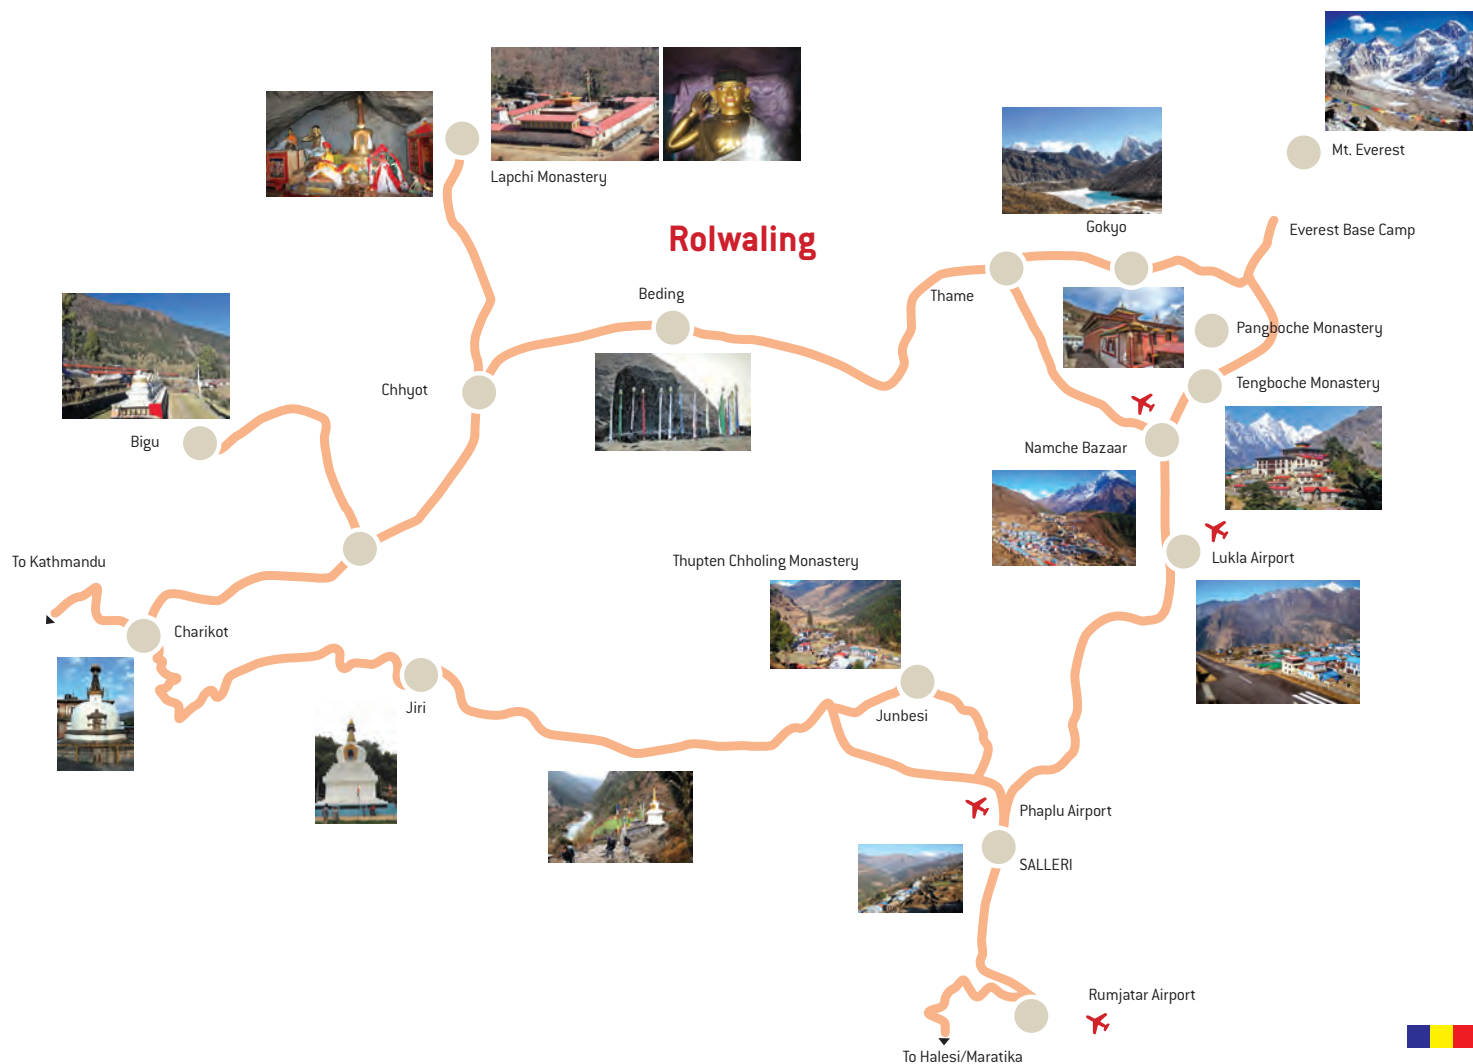 Mt. Everest
Lapchi Monastery
Gokyo
Everest Base Camp
Rolwaling
Beding
Thame
Pangboche Monastery
Chhyot
Tengboche Monastery
Bigu
Namche Bazaar
To Kathmandu
Thupten Chholing Monastery
Lukla Airport
Charikot
Jiri
Junbesi
Phaplu Airport
SALLERI
Rumjatar Airport
To Halesi/Maratika